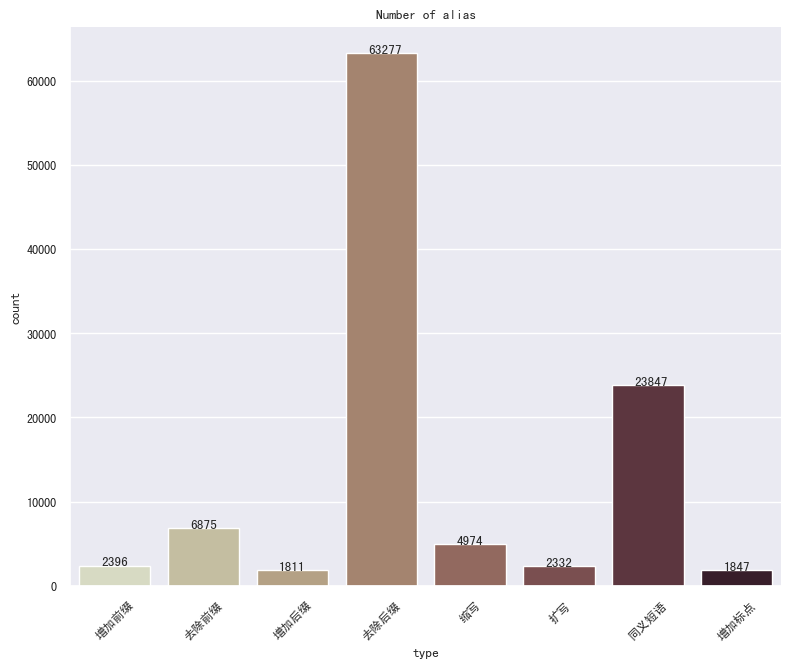 Number of alias
63277
60000
50000
40000
count
30000
23847
20000
10000
6875
4974
2396
2332
1811
1847
0
增加前缀
去除前缀
增加后缀
去除后缀
缩写
扩写
同义短语
增加标点
type